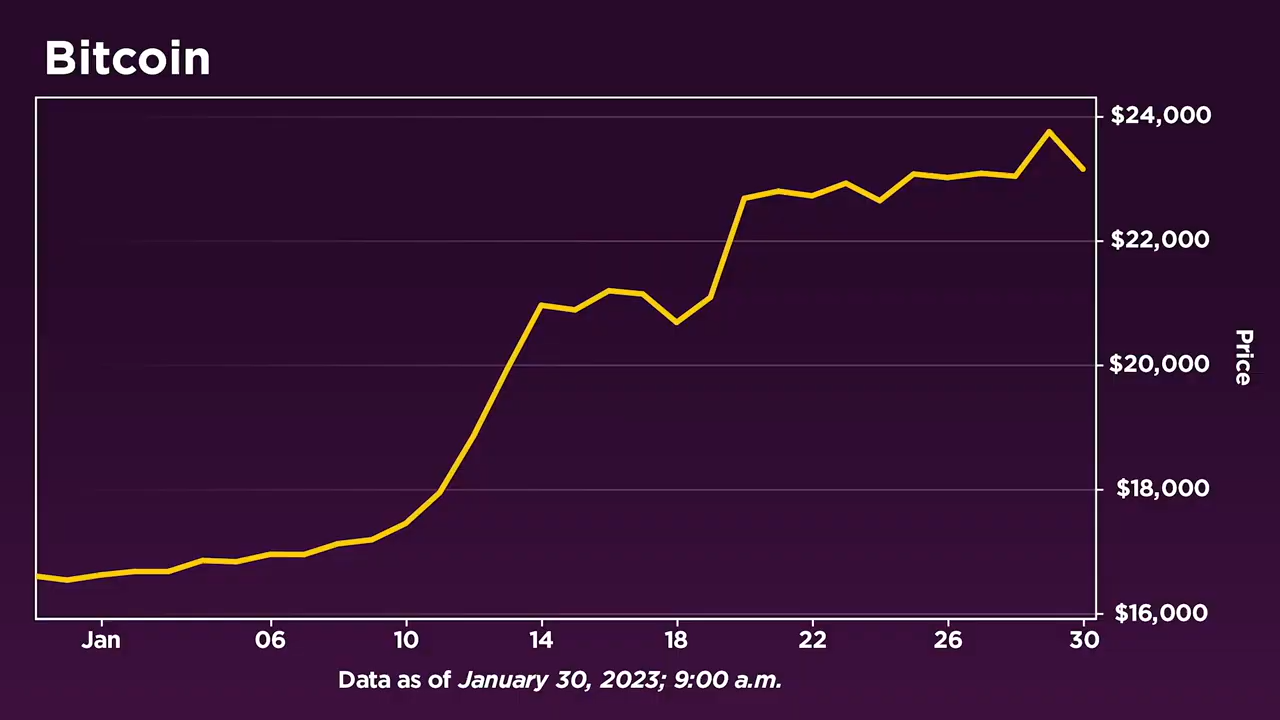 Bitcoin
$24,000
$22,000
$20,000
$18,000
$16,000
Price
Jan 06 10 14 18 22 26 30
Data as of January 30, 2023; 9:00 a.m.